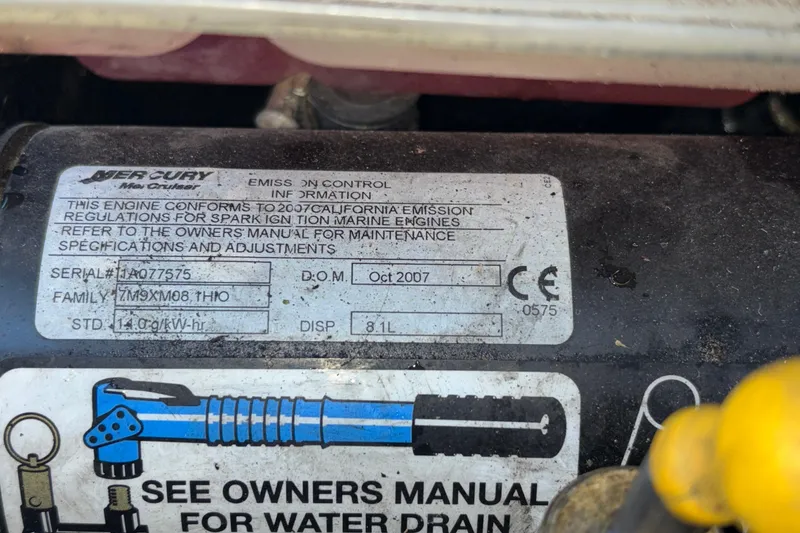 MERCURY
MerCruiser
EMISSION CONTROL
INFORMATION
THIS ENGINE CONFORMS TO 2007 CALIFORNIA EMISSION
REGULATIONS FOR SPARK IGNITION MARINE ENGINES
REFER TO THE OWNERS MANUAL FOR MAINTENANCE
SPECIFICATIONS AND ADJUSTMENTS
SERIAL# 1A077575 D.O.M. Oct 2007
FAMILY 7M9XM08.1HIO
STD. 14.0 g/kW-hr DISP. 8.1L
CE
0575
SEE OWNERS MANUAL
FOR WATER DRAIN